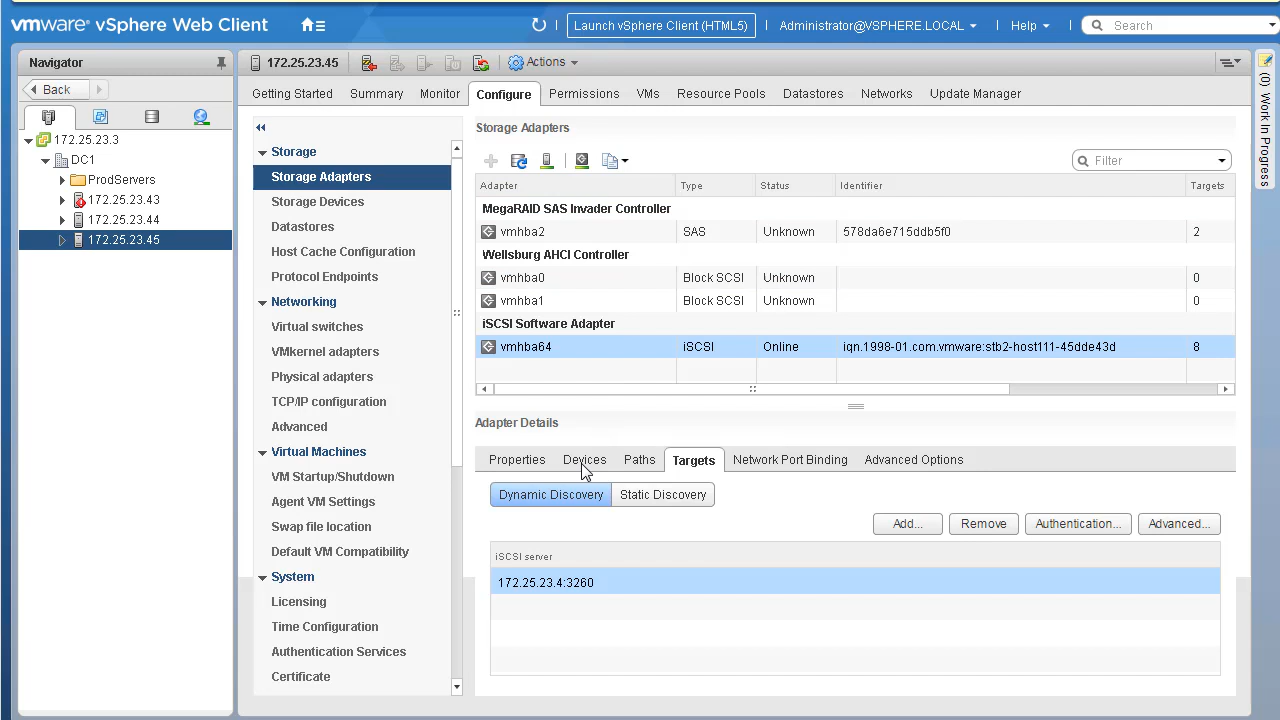 vmware® vSphere Web Client
Launch vSphere Client (HTML5)
Administrator@VSPHERE.LOCAL
Help
Search
Navigator
Back
172.25.23.3
DC1
ProdServers
172.25.23.43
172.25.23.44
172.25.23.45
172.25.23.45
Actions
Getting Started Summary Monitor Configure Permissions VMs Resource Pools Datastores Networks Update Manager
Storage
Storage Adapters
Storage Devices
Datastores
Host Cache Configuration
Protocol Endpoints
Networking
Virtual switches
VMkernel adapters
Physical adapters
TCP/IP configuration
Advanced
Virtual Machines
VM Startup/Shutdown
Agent VM Settings
Swap file location
Default VM Compatibility
System
Licensing
Time Configuration
Authentication Services
Certificate
Storage Adapters
Filter
Adapter Type Status Identifier Targets
MegaRAID SAS Invader Controller
vmhba2 SAS Unknown 578da6e715ddb5f0 2
Wellsburg AHCI Controller
vmhba0 Block SCSI Unknown 0
vmhba1 Block SCSI Unknown 0
iSCSI Software Adapter
vmhba64 iSCSI Online iqn.1998-01.com.vmware:stb2-host111-45dde43d 8
Adapter Details
Properties Devices Paths Targets Network Port Binding Advanced Options
Dynamic Discovery Static Discovery
Add... Remove Authentication... Advanced...
iSCSI server
172.25.23.4:3260
(0) Work In Progress